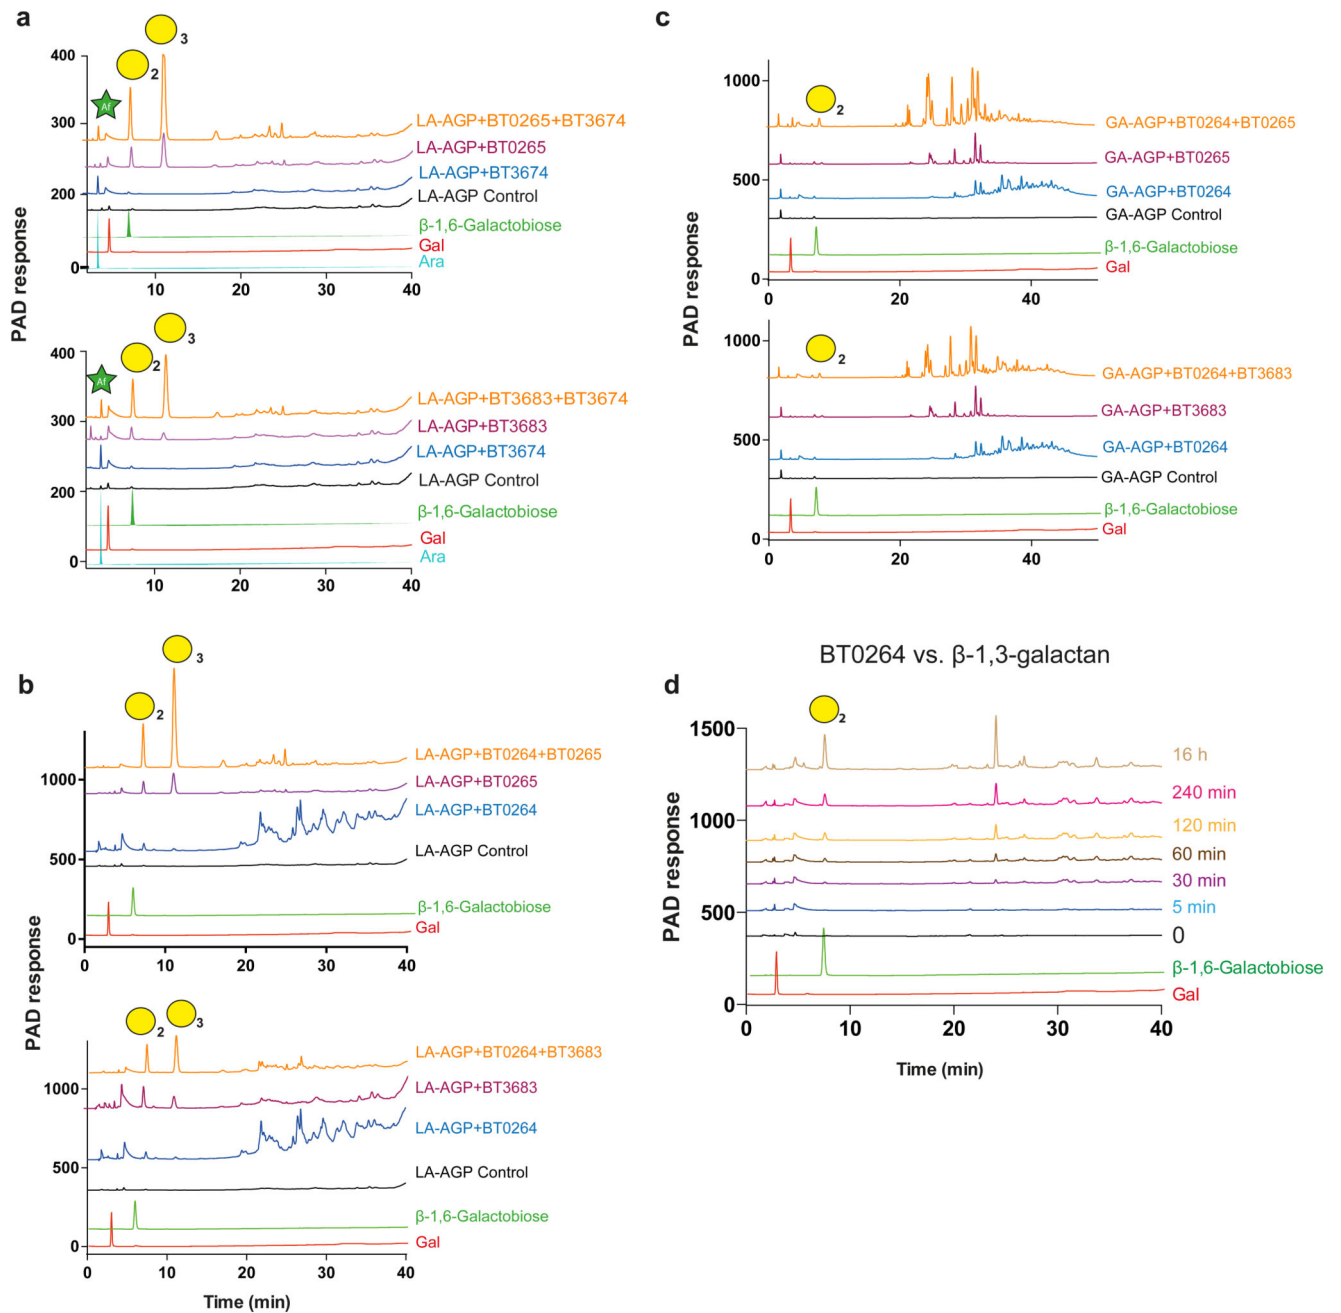 a
400
300
200
0
PAD response
3
2
Af
LA-AGP+BT0265+BT3674
LA-AGP+BT0265
LA-AGP+BT3674
LA-AGP Control
β-1,6-Galactobiose
Gal
Ara
10
20
30
40
400
300
200
0
3
2
Af
LA-AGP+BT3683+BT3674
LA-AGP+BT3683
LA-AGP+BT3674
LA-AGP Control
β-1,6-Galactobiose
Gal
Ara
10
20
30
40
b
1000
500
0
PAD response
3
2
LA-AGP+BT0264+BT0265
LA-AGP+BT0265
LA-AGP+BT0264
LA-AGP Control
β-1,6-Galactobiose
Gal
0
10
20
30
40
1000
500
0
2
3
LA-AGP+BT0264+BT3683
LA-AGP+BT3683
LA-AGP+BT0264
LA-AGP Control
β-1,6-Galactobiose
Gal
0
10
20
30
40
Time (min)
c
1000
500
0
PAD response
2
GA-AGP+BT0264+BT0265
GA-AGP+BT0265
GA-AGP+BT0264
GA-AGP Control
β-1,6-Galactobiose
Gal
0
20
40
1000
500
0
2
GA-AGP+BT0264+BT3683
GA-AGP+BT3683
GA-AGP+BT0264
GA-AGP Control
β-1,6-Galactobiose
Gal
0
20
40
BT0264 vs. β-1,3-galactan
d
1500
1000
500
0
PAD response
2
16 h
240 min
120 min
60 min
30 min
5 min
0
β-1,6-Galactobiose
Gal
0
10
20
30
40
Time (min)